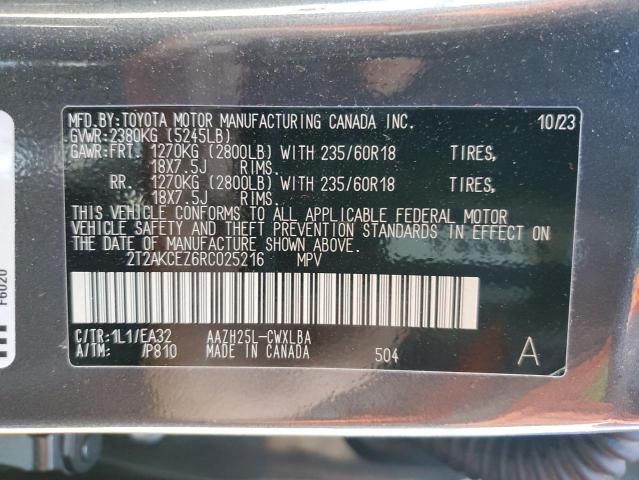 MFD.BY:TOYOTA MOTOR MANUFACTURING CANADA INC. 10/23
GVWR:2380KG (5245LB)
GAWR:FRT. 1270KG (2800LB) WITH 235/60R18 TIRES,
18X7.5J RIMS.
RR. 1270KG (2800LB) WITH 235/60R18 TIRES,
18X7.5J RIMS.
THIS VEHICLE CONFORMS TO ALL APPLICABLE FEDERAL MOTOR
VEHICLE SAFETY AND THEFT PREVENTION STANDARDS IN EFFECT ON
DATE OF MANUFACTURE SHOWN ABOVE.
2T2AKCEZ6RC025216 MPV
C/TR:1L1/EA32 AAZH25L-CWXLBA
A/TM: /P810 MADE IN CANADA 504 A
F6020